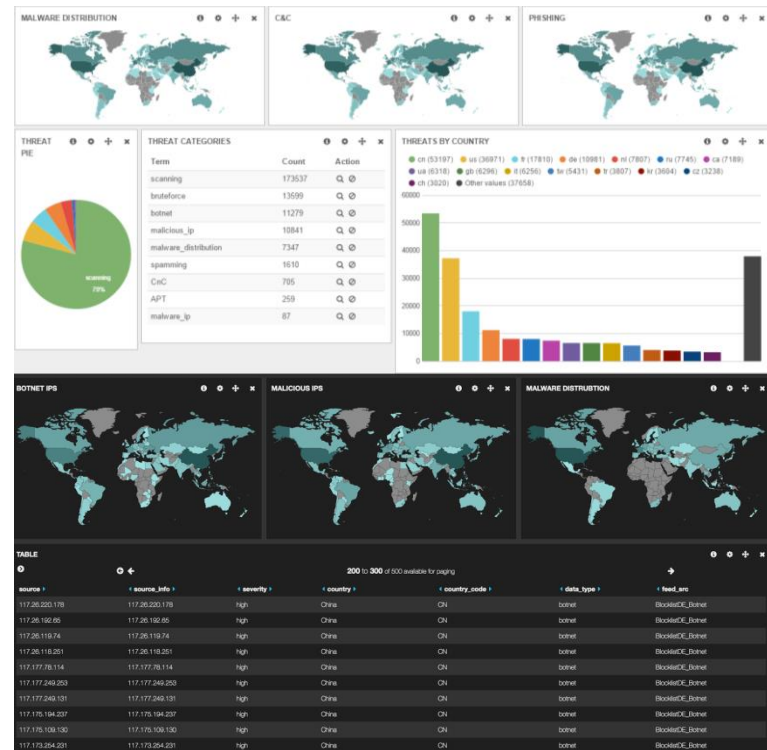 MALWARE DISTRIBUTION
C&C
PHISHING
THREAT PIE
scanning
79%
THREAT CATEGORIES
Term Count Action
scanning 173537
bruteforce 13599
botnet 11279
malicious_ip 10841
malware_distribution 7347
spamming 1610
CnC 705
APT 259
malware_ip 87
THREATS BY COUNTRY
cn (53197) us (36971) fr (17810) de (10981) nl (7807) ru (7745) ca (7189)
ua (6318) gb (6296) it (6256) tw (5431) tr (3807) kr (3604) cz (3238)
ch (3020) Other values (37658)
60000
50000
40000
30000
20000
10000
0
BOTNET IPS
MALICIOUS IPS
MALWARE DISTRUBTION
TABLE
200 to 300 of 500 available for paging
source source_info severity country country_code data_type feed_src
117.26.220.178 117.26.220.178 high China CN botnet BlocklistDE_Botnet
117.26.192.65 117.26.192.65 high China CN botnet BlocklistDE_Botnet
117.26.119.74 117.26.119.74 high China CN botnet BlocklistDE_Botnet
117.26.118.251 117.26.118.251 high China CN botnet BlocklistDE_Botnet
117.177.78.114 117.177.78.114 high China CN botnet BlocklistDE_Botnet
117.177.249.253 117.177.249.253 high China CN botnet BlocklistDE_Botnet
117.177.249.131 117.177.249.131 high China CN botnet BlocklistDE_Botnet
117.175.194.237 117.175.194.237 high China CN botnet BlocklistDE_Botnet
117.175.109.130 117.175.109.130 high China CN botnet BlocklistDE_Botnet
117.173.254.231 117.173.254.231 high China CN botnet BlocklistDE_Botnet